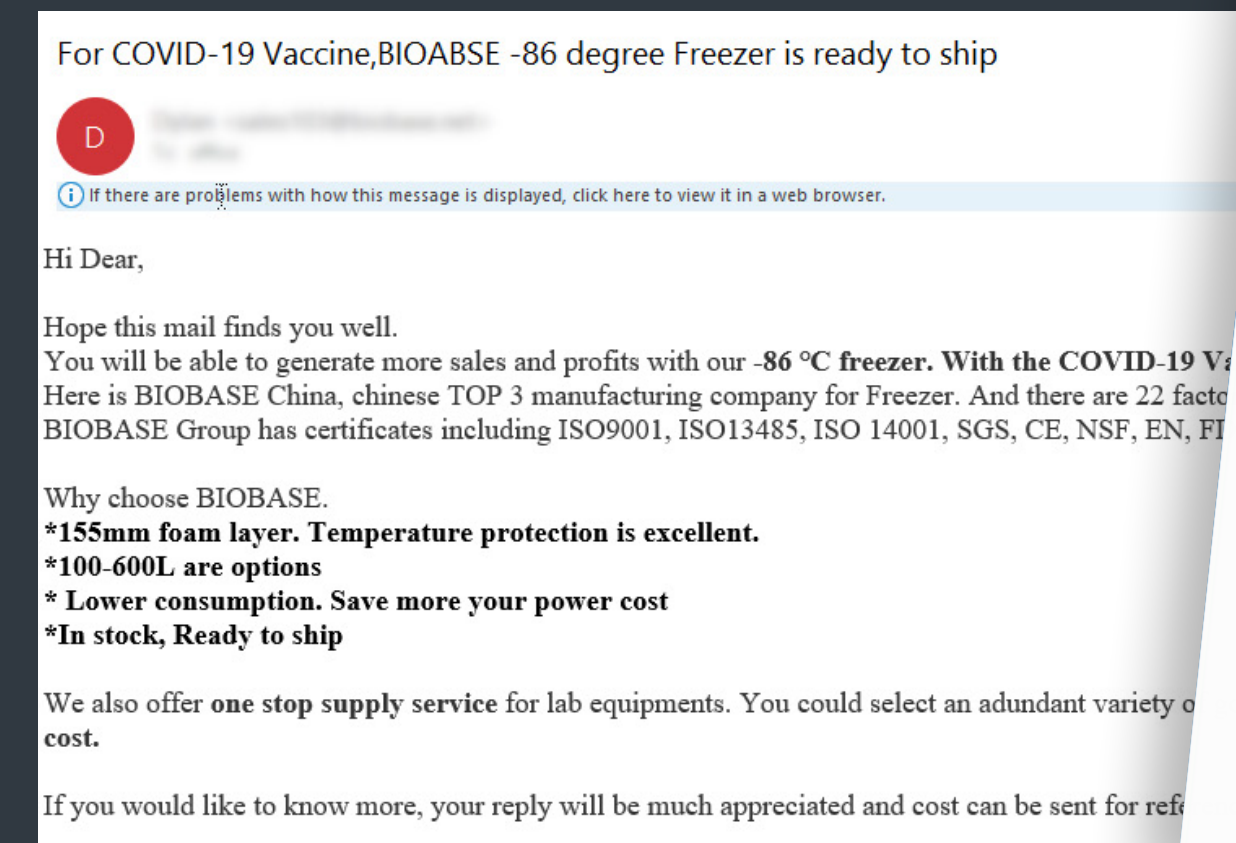 For COVID-19 Vaccine,BIOABSE -86 degree Freezer is ready to ship
D
If there are problems with how this message is displayed, click here to view it in a web browser.
Hi Dear,
Hope this mail finds you well.
You will be able to generate more sales and profits with our -86 °C freezer. With the COVID-19
Here is BIOBASE China, chinese TOP 3 manufacturing company for Freezer. And there are 22
BIOBASE Group has certificates including ISO9001, ISO13485, ISO 14001, SGS, CE, NSF, EN,
Why choose BIOBASE.
*155mm foam layer. Temperature protection is excellent.
*100-600L are options
* Lower consumption. Save more your power cost
*In stock, Ready to ship
We also offer one stop supply service for lab equipments. You could select an adundant variety
cost.
If you would like to know more, your reply will be much appreciated and cost can be sent for